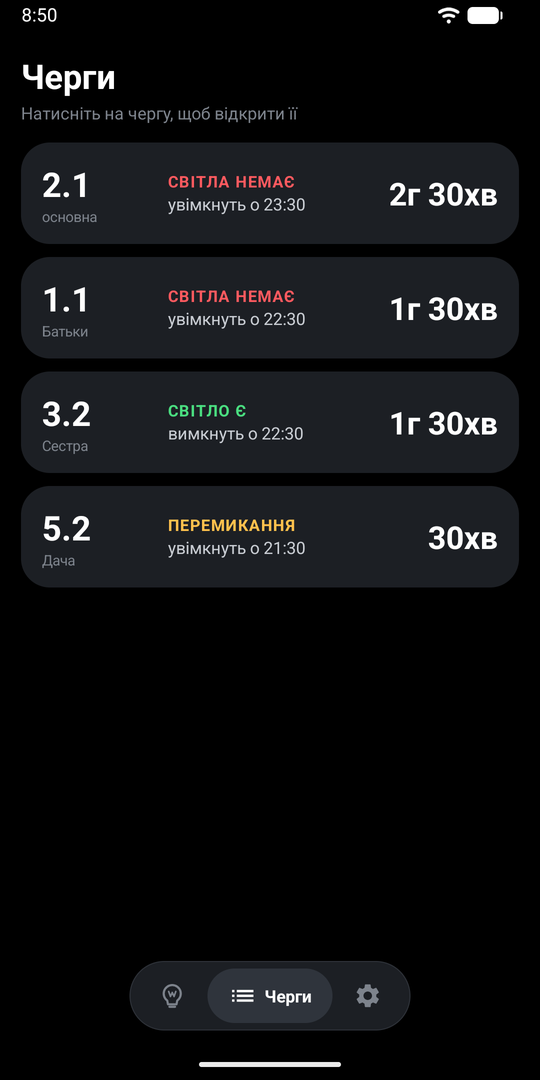 8:50
Черги
Натисніть на чергу, щоб відкрити її
2.1
основна
СВІТЛА НЕМАЄ
увімкнуть о 23:30
2г 30хв
1.1
Батьки
СВІТЛА НЕМАЄ
увімкнуть о 22:30
1г 30хв
3.2
Сестра
СВІТЛО Є
вимкнуть о 22:30
1г 30хв
5.2
Дача
ПЕРЕМИКАННЯ
увімкнуть о 21:30
30хв
Черги